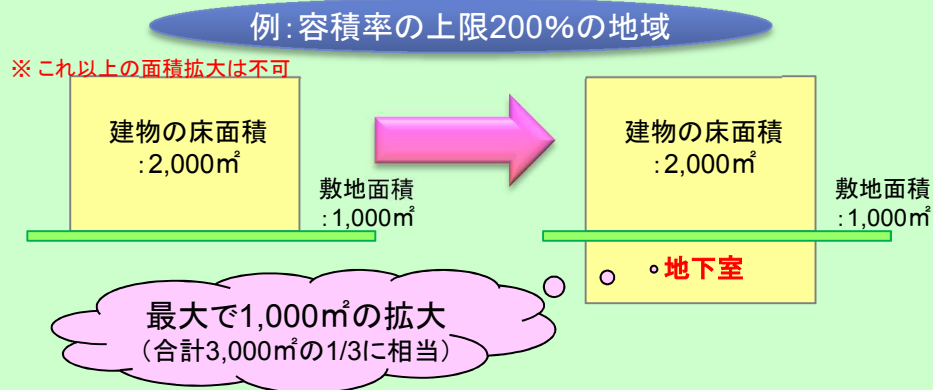 例：容積率の上限200％の地域
※ これ以上の面積拡大は不可
建物の床面積
：2,000㎡
敷地面積
：1,000㎡
建物の床面積
：2,000㎡
敷地面積
：1,000㎡
地下室
最大で1,000㎡の拡大
（合計3,000㎡の1/3に相当）